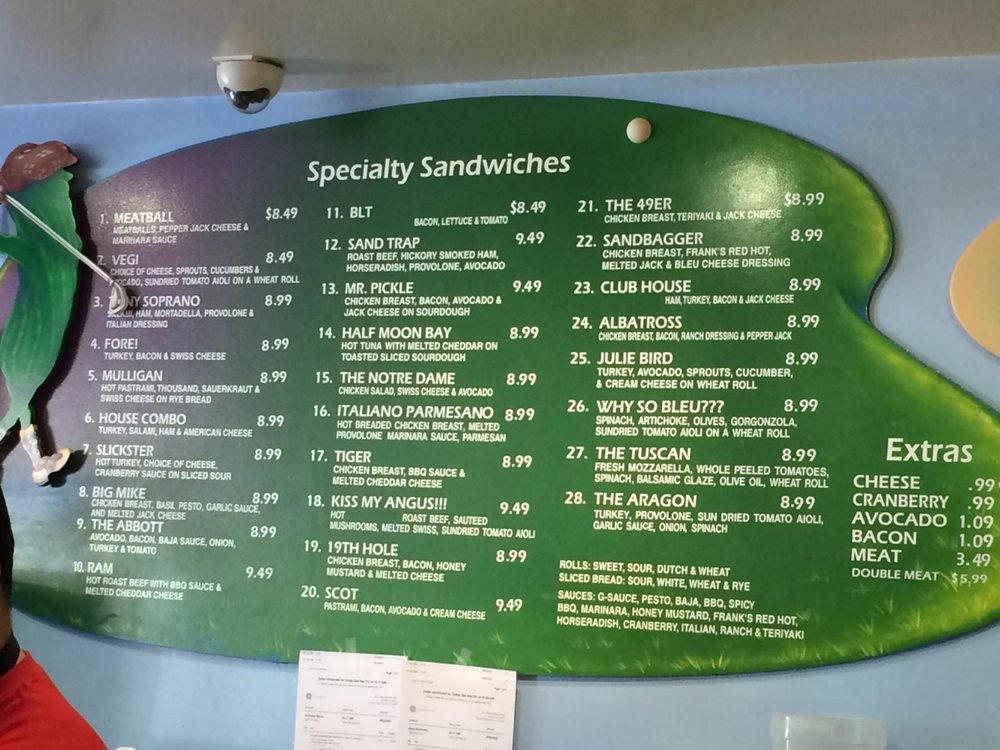 Specialty Sandwiches
1. MEATBALL $8.49
MEATBALLS, PEPPER JACK CHEESE &
MARINARA SAUCE
2. VEGI 8.49
CHOICE OF CHEESE, SPROUTS, CUCUMBERS &
AVOCADO, SUNDRIED TOMATO AIOLI ON A WHEAT ROLL
3. SOPRANO 8.99
SALAMI, HAM, MORTADELLA, PROVOLONE &
ITALIAN DRESSING
4. FORE! 8.99
TURKEY, BACON & SWISS CHEESE
5. MULLIGAN 8.99
HOT PASTRAMI, THOUSAND, SAUERKRAUT &
SWISS CHEESE ON RYE BREAD
6. HOUSE COMBO 8.99
TURKEY, SALAMI, HAM & AMERICAN CHEESE
7. SLICKSTER 8.99
HOT TURKEY, CHOICE OF CHEESE,
CRANBERRY SAUCE ON SLICED SOUR
8. BIG MIKE 8.99
CHICKEN BREAST, BASIL PESTO, GARLIC SAUCE,
AND MELTED JACK CHEESE
9. THE ABBOTT 8.99
AVOCADO, BACON, BAJA SAUCE, ONION,
TURKEY & TOMATO
10. RAM 9.49
HOT ROAST BEEF WITH BBQ SAUCE &
MELTED CHEDDAR CHEESE
11. BLT $8.49
BACON, LETTUCE & TOMATO
12. SAND TRAP 9.49
ROAST BEEF, HICKORY SMOKED HAM,
HORSERADISH, PROVOLONE, AVOCADO
13. MR. PICKLE 9.49
CHICKEN BREAST, BACON, AVOCADO &
JACK CHEESE ON SOURDOUGH
14. HALF MOON BAY 8.99
HOT TUNA WITH MELTED CHEDDAR ON
TOASTED SLICED SOURDOUGH
15. THE NOTRE DAME 8.99
CHICKEN SALAD, SWISS CHEESE & AVOCADO
16. ITALIANO PARMESANO 8.99
HOT BREADED CHICKEN BREAST, MELTED
PROVOLONE MARINARA SAUCE, PARMESAN
17. TIGER 8.99
CHICKEN BREAST, BBQ SAUCE &
MELTED CHEDDAR CHEESE
18. KISS MY ANGUS!!! 9.49
HOT ROAST BEEF, SAUTEED
MUSHROOMS, MELTED SWISS, SUNDRIED TOMATO AIOLI
19. 19TH HOLE 8.99
CHICKEN BREAST, BACON, HONEY
MUSTARD & MELTED CHEESE
20. SCOT 9.49
PASTRAMI, BACON, AVOCADO & CREAM CHEESE
21. THE 49ER $8.99
CHICKEN BREAST, TERIYAKI & JACK CHEESE
22. SANDBAGGER 8.99
CHICKEN BREAST, FRANK'S RED HOT,
MELTED JACK & BLEU CHEESE DRESSING
23. CLUB HOUSE 8.99
HAM, TURKEY, BACON & JACK CHEESE
24. ALBATROSS 8.99
CHICKEN BREAST, BACON, RANCH DRESSING & PEPPER JACK
25. JULIE BIRD 8.99
TURKEY, AVOCADO, SPROUTS, CUCUMBER,
& CREAM CHEESE ON WHEAT ROLL
26. WHY SO BLEU??? 8.99
SPINACH, ARTICHOKE, OLIVES, GORGONZOLA,
SUNDRIED TOMATO AIOLI ON A WHEAT ROLL
27. THE TUSCAN 8.99
FRESH MOZZARELLA, WHOLE PEELED TOMATOES,
SPINACH, BALSAMIC GLAZE, OLIVE OIL, WHEAT ROLL
28. THE ARAGON 8.99
TURKEY, PROVOLONE, SUN DRIED TOMATO AIOLI,
GARLIC SAUCE, ONION, SPINACH
ROLLS: SWEET, SOUR, DUTCH & WHEAT
SLICED BREAD: SOUR, WHITE, WHEAT & RYE
SAUCES: G-SAUCE, PESTO, BAJA, BBQ, SPICY
BBQ, MARINARA, HONEY MUSTARD, FRANK'S RED HOT,
HORSERADISH, CRANBERRY, ITALIAN, RANCH & TERIYAKI
Extras
CHEESE .99
CRANBERRY .99
AVOCADO 1.09
BACON 1.09
MEAT 3.49
DOUBLE MEAT $5.99